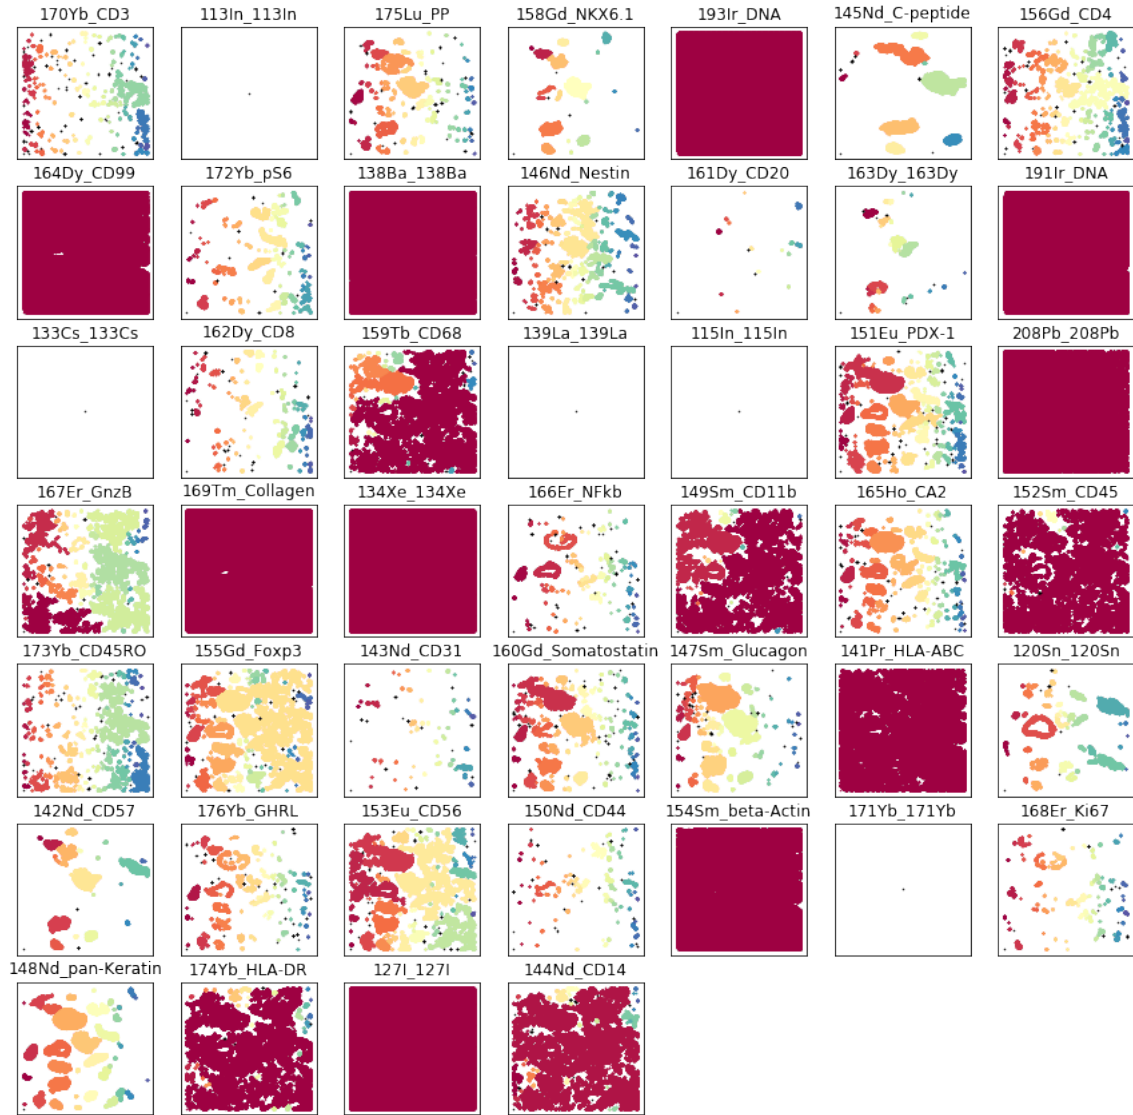 170Yb_CD3 113In_113In 175Lu_PP 158Gd_NKX6.1 193Ir_DNA 145Nd_C-peptide 156Gd_CD4
164Dy_CD99 172Yb_pS6 138Ba_138Ba 146Nd_Nestin 161Dy_CD20 163Dy_163Dy 191Ir_DNA
133Cs_133Cs 162Dy_CD8 159Tb_CD68 139La_139La 115In_115In 151Eu_PDX-1 208Pb_208Pb
167Er_GnzB 169Tm_Collagen 134Xe_134Xe 166Er_NFkb 149Sm_CD11b 165Ho_CA2 152Sm_CD45
173Yb_CD45RO 155Gd_Foxp3 143Nd_CD31 160Gd_Somatostatin 147Sm_Glucagon 141Pr_HLA-ABC 120Sn_120Sn
142Nd_CD57 176Yb_GHRL 153Eu_CD56 150Nd_CD44 154Sm_beta-Actin 171Yb_171Yb 168Er_Ki67
148Nd_pan-Keratin 174Yb_HLA-DR 127I_127I 144Nd_CD14